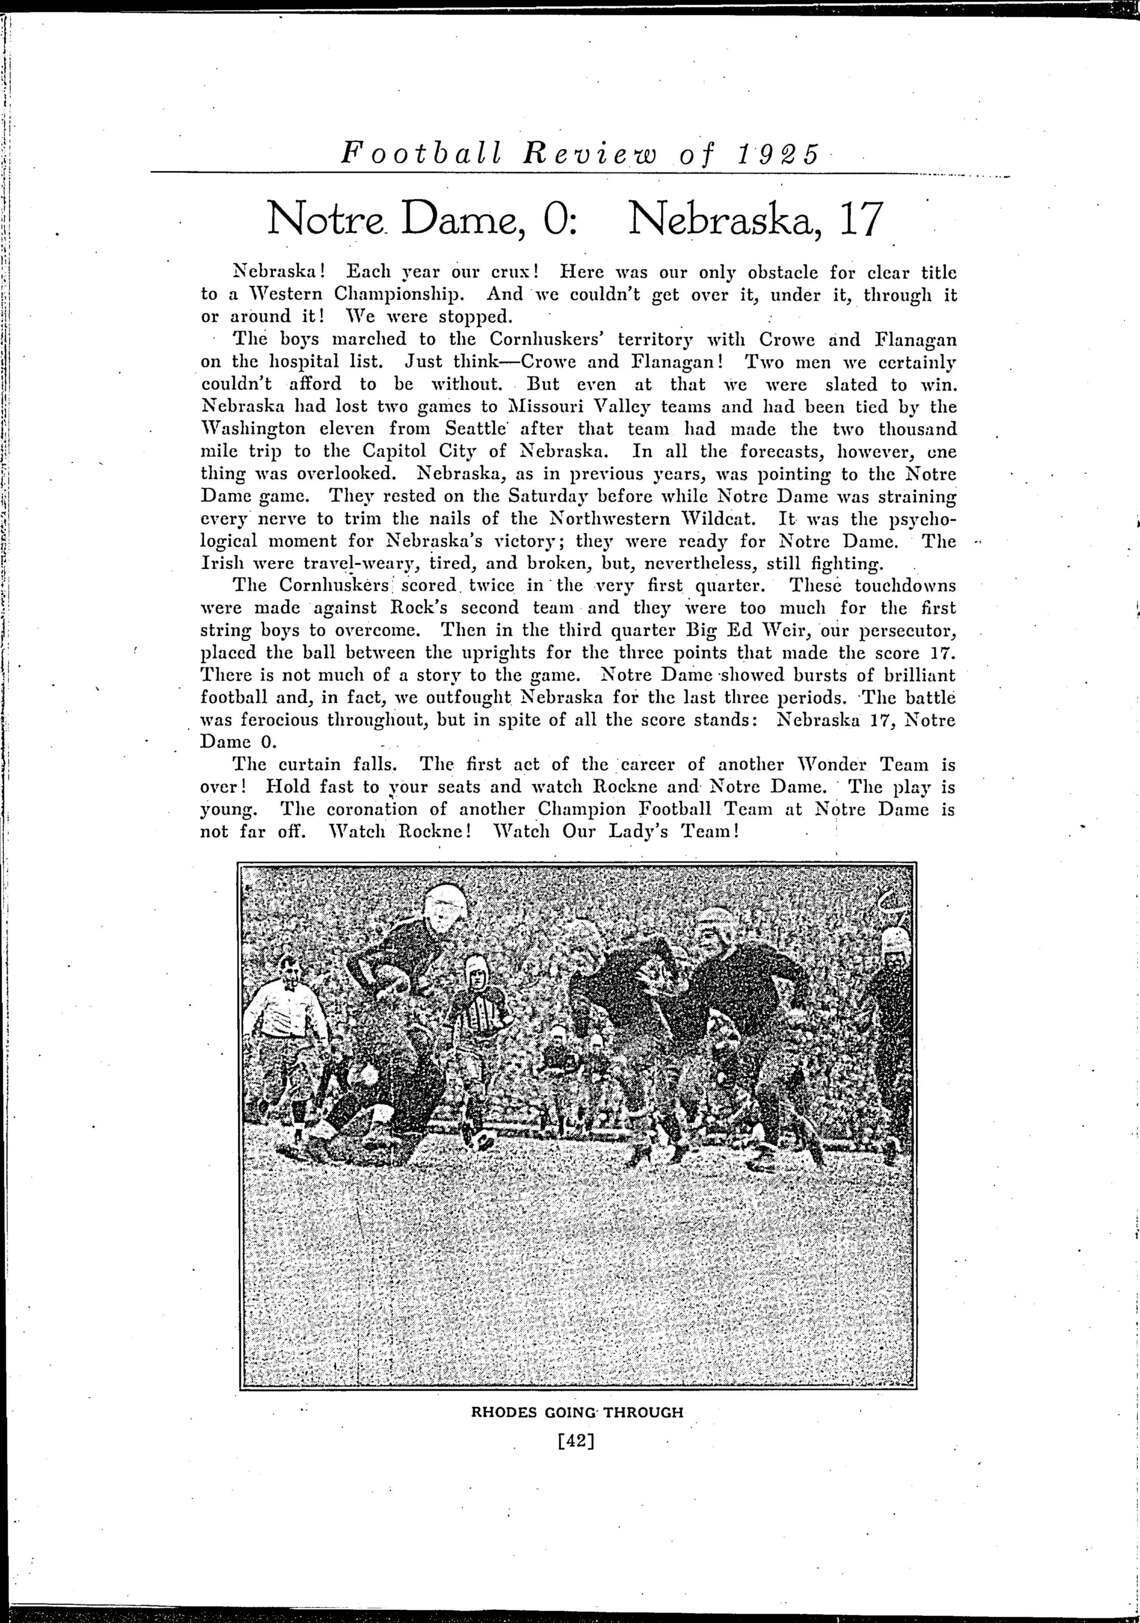 Football Review of 1925
Notre Dame, 0: Nebraska, 17
Nebraska! Each year our crux! Here was our only obstacle for clear title
to a Western Championship. And we couldn't get over it, under it, through it
or around it! We were stopped.
The boys marched to the Cornhuskers' territory with Crowe and Flanagan
on the hospital list. Just think—Crowe and Flanagan! Two men we certainly
couldn't afford to be without. But even at that we were slated to win.
Nebraska had lost two games to Missouri Valley teams and had been tied by the
Washington eleven from Seattle after that team had made the two thousand
mile trip to the Capitol City of Nebraska. In all the forecasts, however, one
thing was overlooked. Nebraska, as in previous years, was pointing to the Notre
Dame game. They rested on the Saturday before while Notre Dame was straining
every nerve to trim the nails of the Northwestern Wildcat. It was the psycho-
logical moment for Nebraska's victory; they were ready for Notre Dame. The
Irish were travel-weary, tired, and broken, but, nevertheless, still fighting.
The Cornhuskers scored twice in the very first quarter. These touchdowns
were made against Rock's second team and they were too much for the first
string boys to overcome. Then in the third quarter Big Ed Weir, our persecutor,
placed the ball between the uprights for the three points that made the score 17.
There is not much of a story to the game. Notre Dame showed bursts of brilliant
football and, in fact, we outfought Nebraska for the last three periods. The battle
was ferocious throughout, but in spite of all the score stands: Nebraska 17, Notre
Dame 0.
The curtain falls. The first act of the career of another Wonder Team is
over! Hold fast to your seats and watch Rockne and Notre Dame. The play is
young. The coronation of another Champion Football Team at Notre Dame is
not far off. Watch Rockne! Watch Our Lady's Team!
RHODES GOING THROUGH
[42]